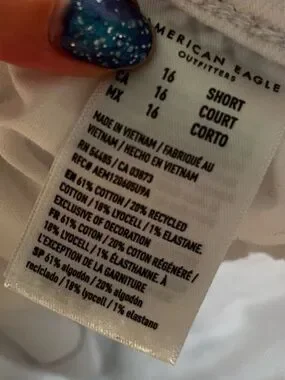 AMERICAN EAGLE
OUTFITTERS
16
CA 16 SHORT
MX 16 COURT
16 CORTO
MADE IN VIETNAM / FABRIQUÉ AU
VIETNAM / HECHO EN VIETNAM
RN 54485 / CA 03873
RFC# AEM120605U9A
EN 61% COTTON / 20% RECYCLED
COTTON / 18% LYOCELL / 1% ELASTANE.
EXCLUSIVE OF DECORATION
FR 61% COTON / 20% COTON RÉGÉNÉRÉ /
18% LYOCELL / 1% ÉLASTHANNE. À
L'EXCEPTION DE LA GARNITURE
SP 61% algodón / 20% algodón
reciclado / 18% lyocell / 1% elastano